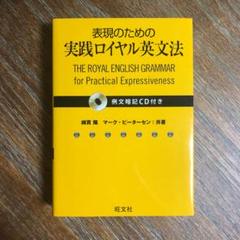 表現のための
実践ロイヤル英文法
THE ROYAL ENGLISH GRAMMAR
for Practical Expressiveness
例文暗記CD付き
綿貫 陽 マーク・ピーターセン:共著
旺文社